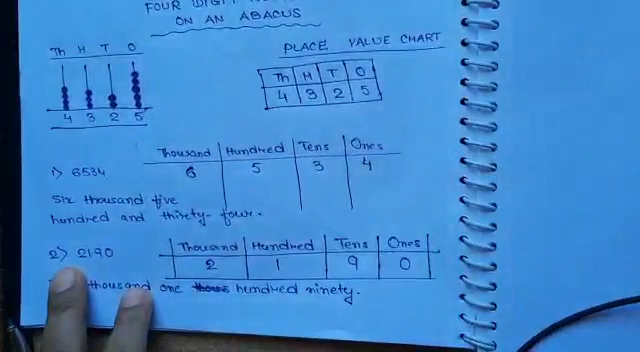 FOUR DIGIT
ON AN ABACUS
Th H T O
4 3 2 5
PLACE VALUE CHART
Th H T O
4 3 2 5
1) 6534
Thousand Hundred Tens Ones
6 5 3 4
Six thousand five
hundred and thirty-four.
2) 2190
Thousand Hundred Tens Ones
2 1 9 0
thousand one hundred ninety.